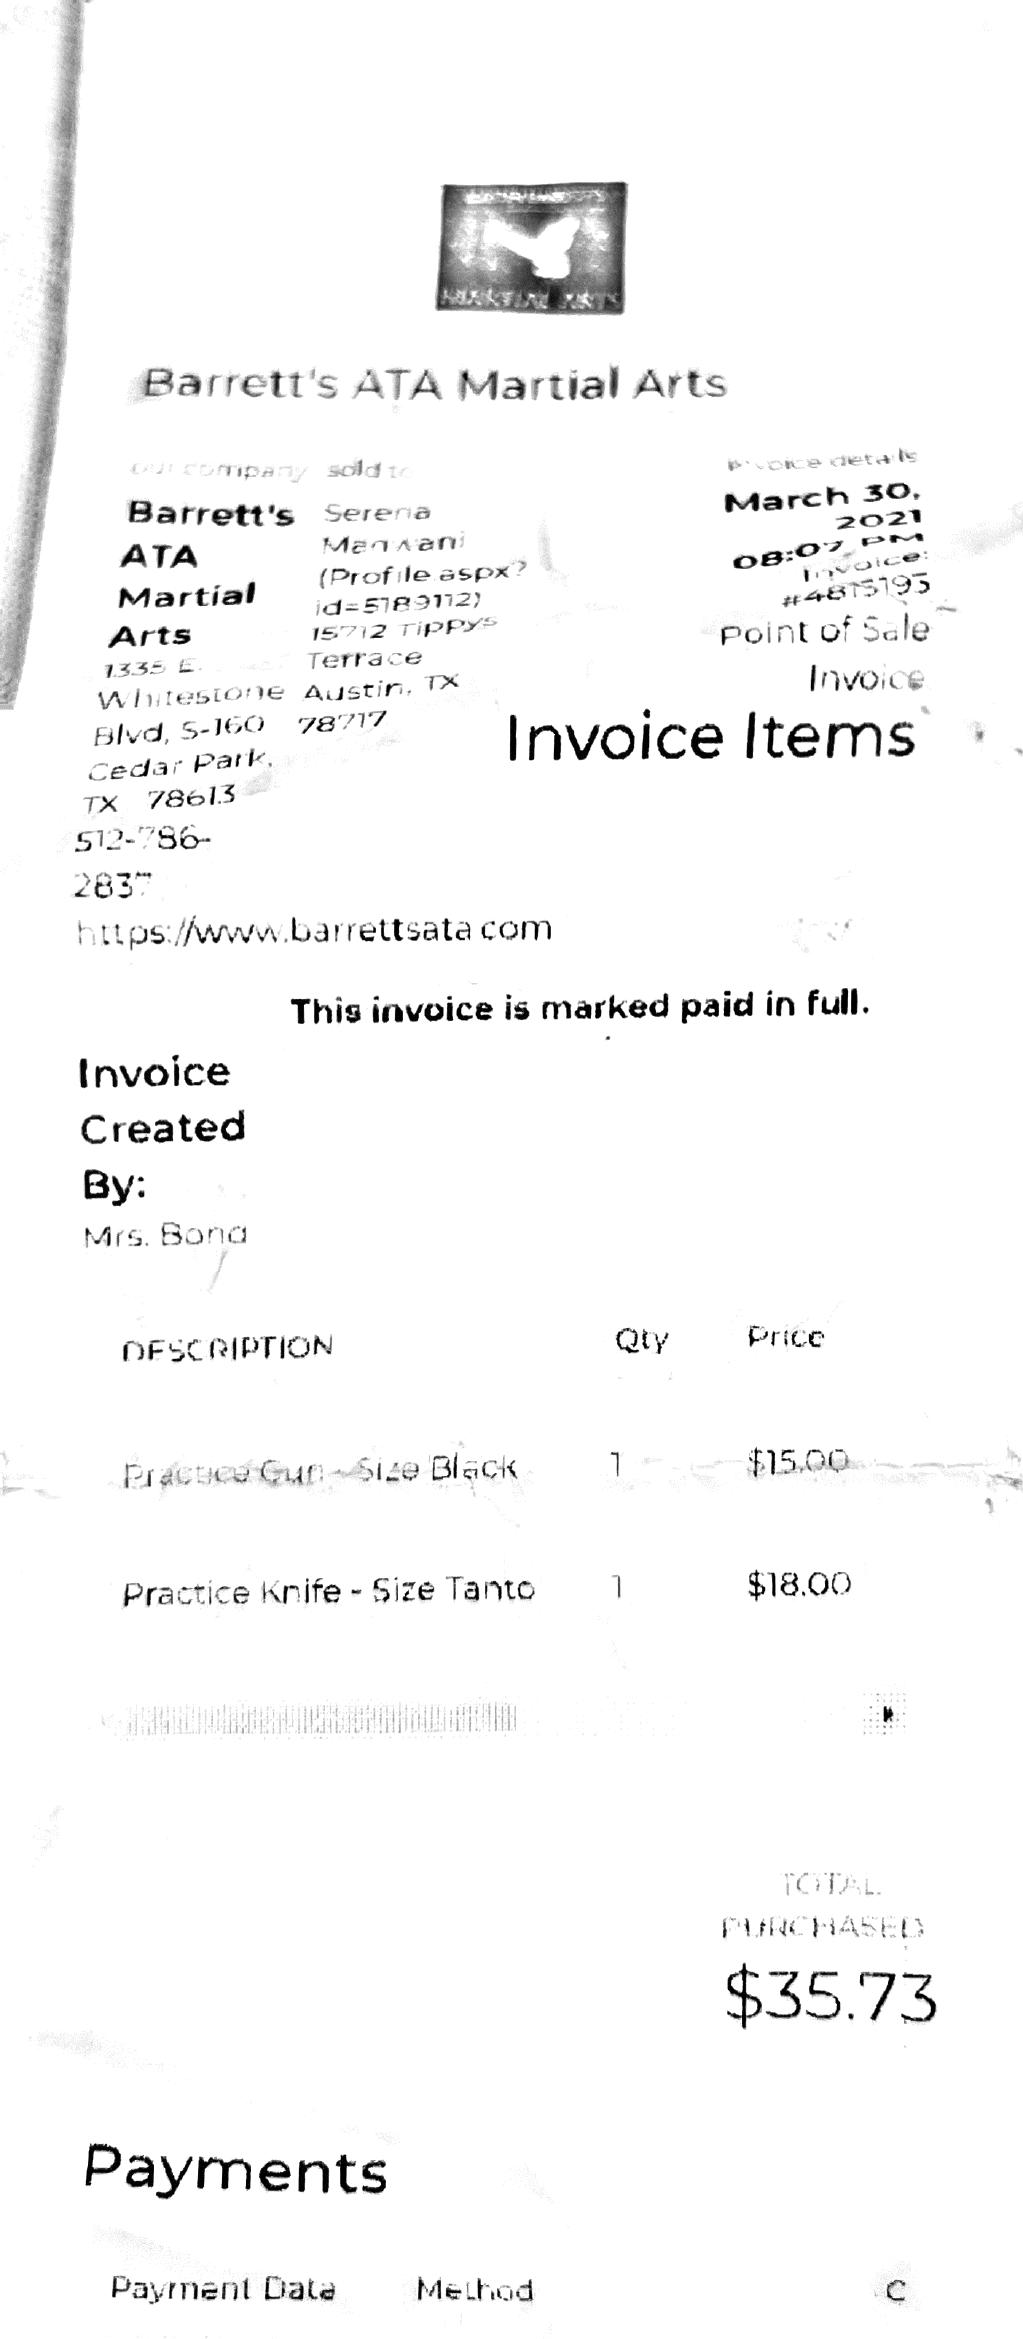 MARTIAL ARTS
Barrett's ATA Martial Arts
our company
Barrett's
ATA
Martial
Arts
1335 E.
Whitestone
Blvd, S-160
Cedar Park,
TX 78613
512-786-
2837
https://www.barrettsata.com
sold to
Serena
(Profile.aspx?
id=5189112)
15712 Tippys
Terrace
Austin, TX
78717
invoice details
March 30,
2021
08:07 PM
Invoice:
#4815195
Point of Sale
Invoice
Invoice Items
This invoice is marked paid in full.
Invoice
Created
By:
Mrs. Bond
DESCRIPTION Qty Price
Practice Gun - Size Black 1 $15.00
Practice Knife - Size Tanto 1 $18.00
TOTAL
PURCHASED
$35.73
Payments
Payment Data Method C